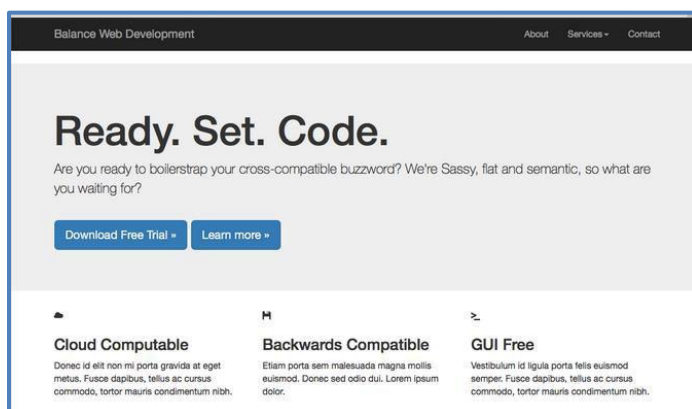 Balance Web Development
About Services Contact
Ready. Set. Code.
Are you ready to boilerstrap your cross-compatible buzzword? We're Sassy, flat and semantic, so what are
you waiting for?
Download Free Trial » Learn more »
Cloud Computable
Donec id elit non mi porta gravida at eget
metus. Fusce dapibus, tellus ac cursus
commodo, tortor mauris condimentum nibh.
Backwards Compatible
Etiam porta sem malesuada magna mollis
euismod. Donec sed odio dui. Lorem ipsum
dolor.
>_
GUI Free
Vestibulum id ligula porta felis euismod
semper. Fusce dapibus, tellus ac cursus
commodo, tortor mauris condimentum nibh.